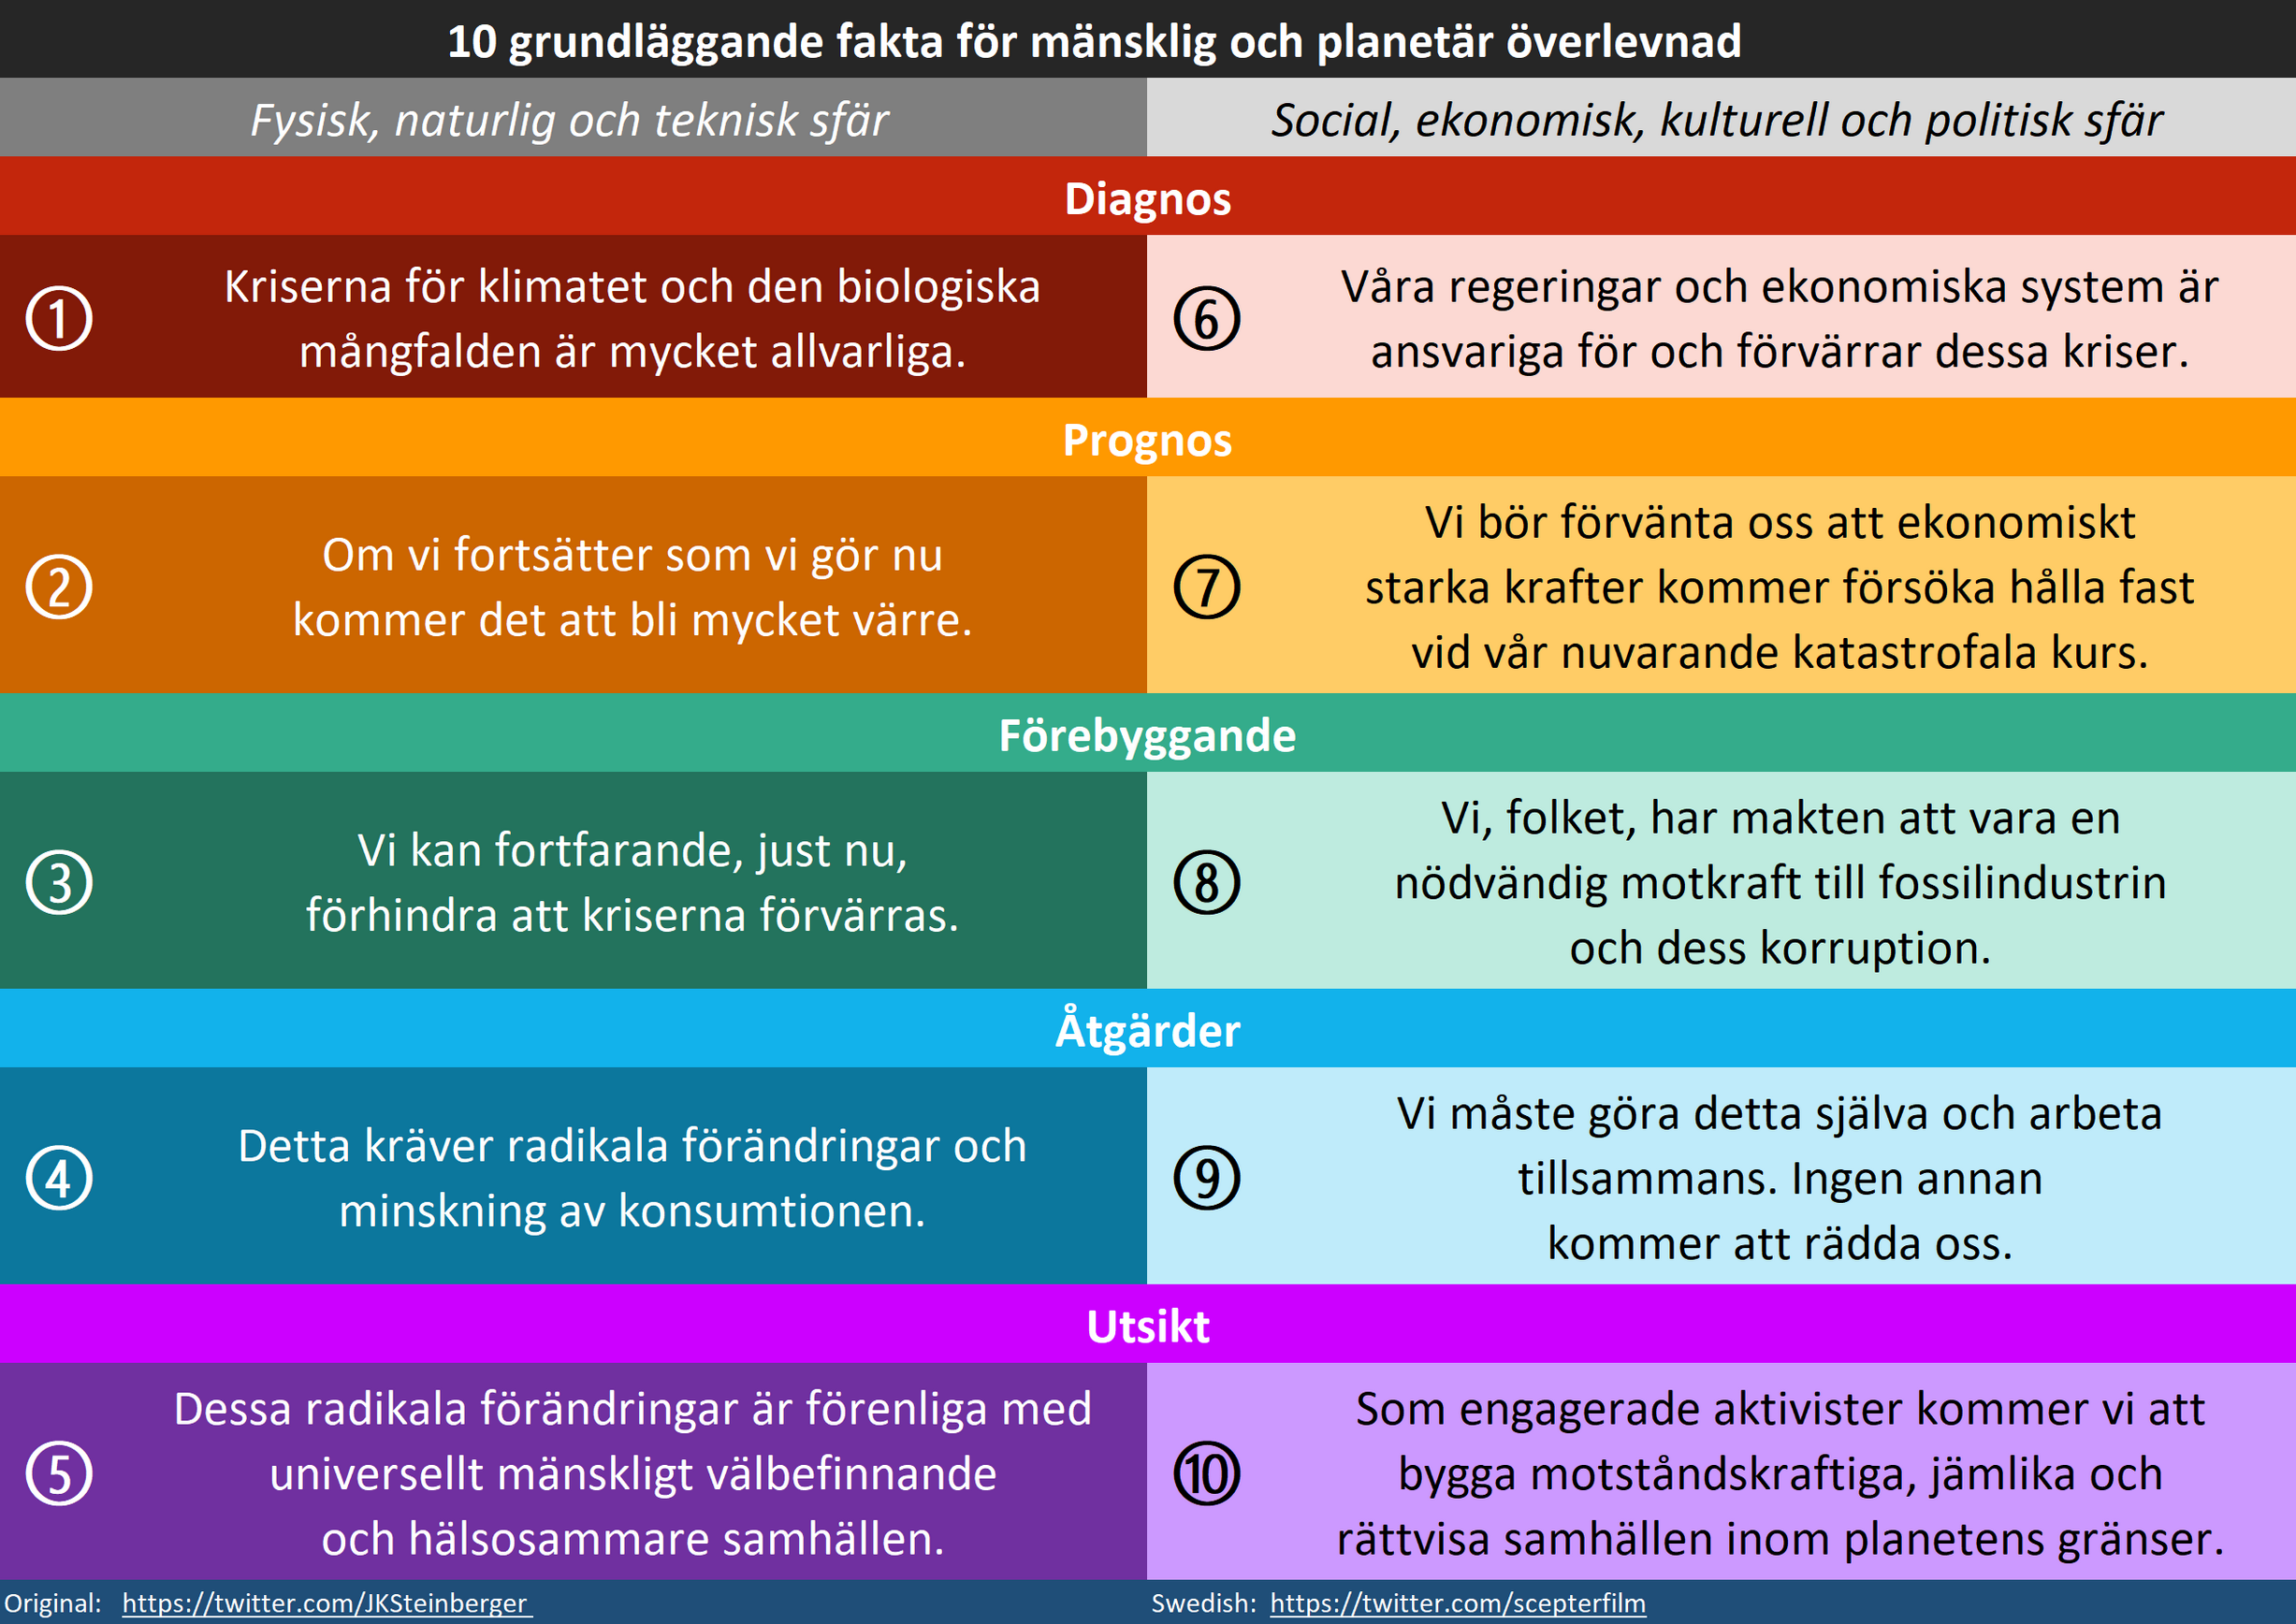 10 grundläggande fakta för mänsklig och planetär överlevnad
Fysisk, naturlig och teknisk sfär
Social, ekonomisk, kulturell och politisk sfär
Diagnos
①
Kriserna för klimatet och den biologiska
mångfalden är mycket allvarliga.
⑥
Våra regeringar och ekonomiska system är
ansvariga för och förvärrar dessa kriser.
Prognos
②
Om vi fortsätter som vi gör nu
kommer det att bli mycket värre.
⑦
Vi bör förvänta oss att ekonomiskt
starka krafter kommer försöka hålla fast
vid vår nuvarande katastrofala kurs.
Förebyggande
③
Vi kan fortfarande, just nu,
förhindra att kriserna förvärras.
⑧
Vi, folket, har makten att vara en
nödvändig motkraft till fossilindustrin
och dess korruption.
Åtgärder
④
Detta kräver radikala förändringar och
minskning av konsumtionen.
⑨
Vi måste göra detta själva och arbeta
tillsammans. Ingen annan
kommer att rädda oss.
Utsikt
⑤
Dessa radikala förändringar är förenliga med
universellt mänskligt välbefinnande
och hälsosammare samhällen.
⑩
Som engagerade aktivister kommer vi att
bygga motståndskraftiga, jämlika och
rättvisa samhällen inom planetens gränser.
Original: https://twitter.com/JKSteinberger
Swedish: https://twitter.com/scepterfilm